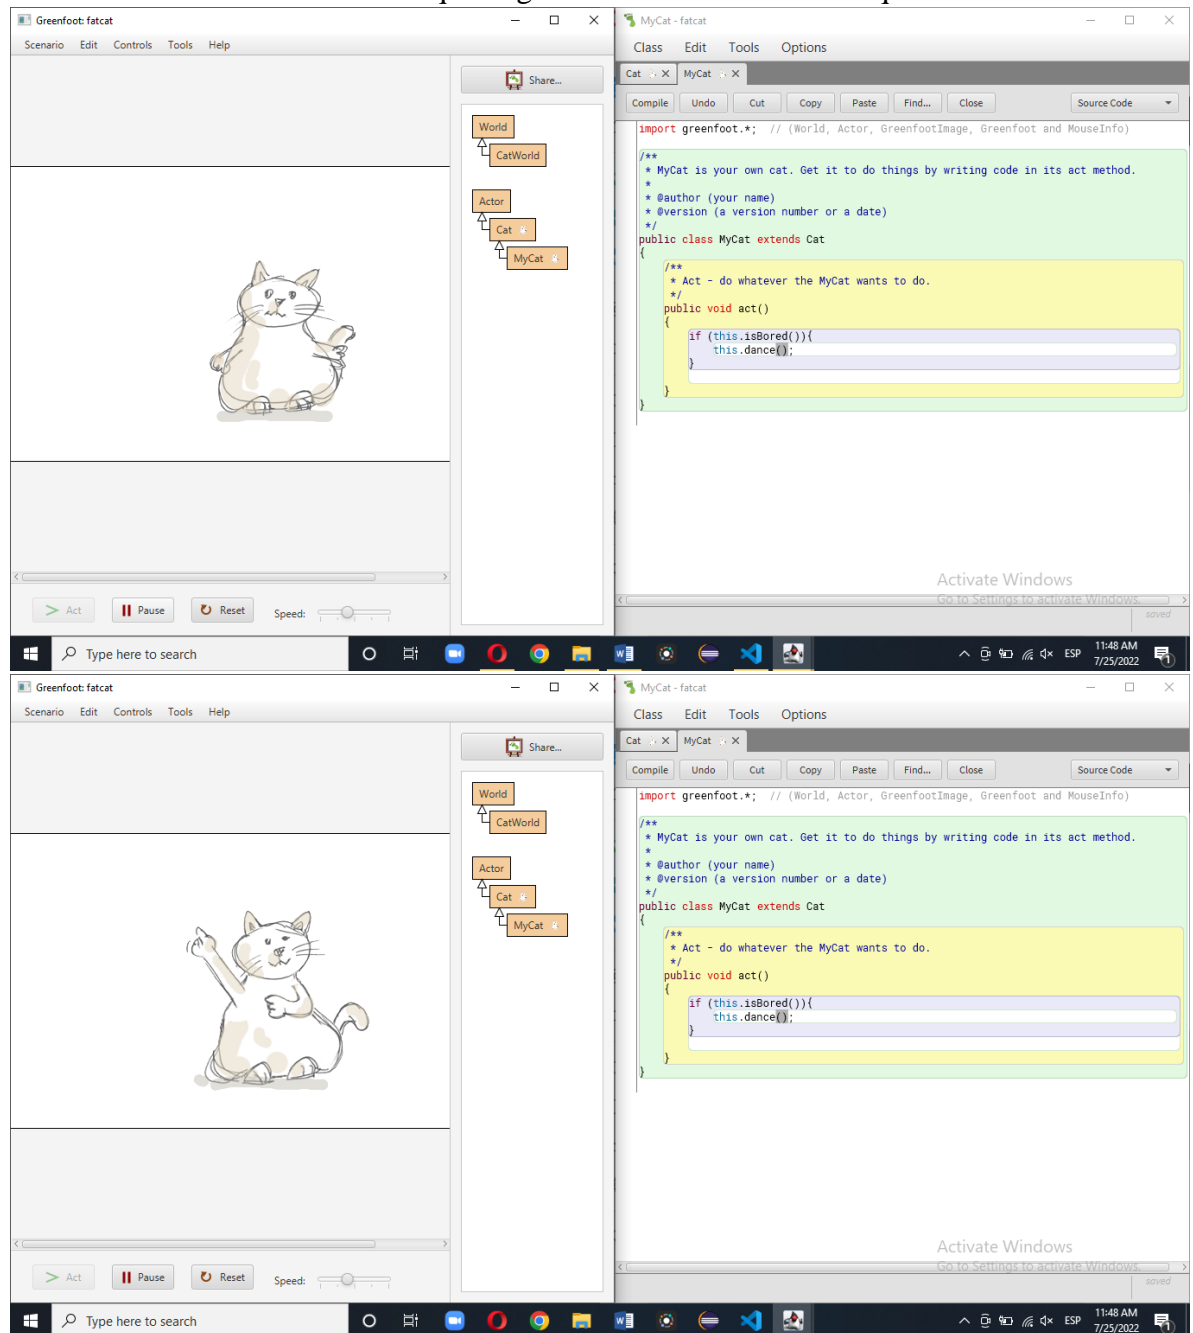 Greenfoot: fatcat
Scenario Edit Controls Tools Help
Share...
World
CatWorld
Actor
Cat
MyCat
> Act Pause Reset Speed:
MyCat - fatcat
Class Edit Tools Options
Cat X MyCat X
Compile Undo Cut Copy Paste Find... Close Source Code
import greenfoot.*; // (World, Actor, GreenfootImage, Greenfoot and MouseInfo)
/**
* MyCat is your own cat. Get it to do things by writing code in its act method.
*
* @author (your name)
* @version (a version number or a date)
*/
public class MyCat extends Cat
{
/**
* Act - do whatever the MyCat wants to do.
*/
public void act()
{
if (this.isBored()){
this.dance();
}
}
}
Activate Windows
Go to Settings to activate Windows.
saved
Type here to search
ESP 11:48 AM
7/25/2022
Greenfoot: fatcat
Scenario Edit Controls Tools Help
Share...
World
CatWorld
Actor
Cat
MyCat
> Act Pause Reset Speed:
MyCat - fatcat
Class Edit Tools Options
Cat X MyCat X
Compile Undo Cut Copy Paste Find... Close Source Code
import greenfoot.*; // (World, Actor, GreenfootImage, Greenfoot and MouseInfo)
/**
* MyCat is your own cat. Get it to do things by writing code in its act method.
*
* @author (your name)
* @version (a version number or a date)
*/
public class MyCat extends Cat
{
/**
* Act - do whatever the MyCat wants to do.
*/
public void act()
{
if (this.isBored()){
this.dance();
}
}
}
Activate Windows
Go to Settings to activate Windows.
saved
Type here to search
ESP 11:48 AM
7/25/2022